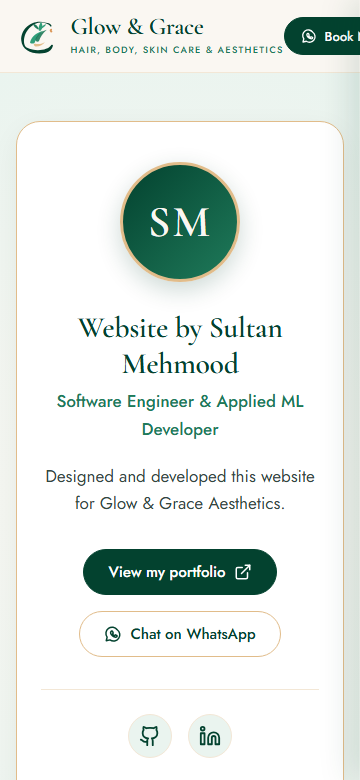 Glow & Grace
HAIR, BODY, SKIN CARE & AESTHETICS
Book
SM
Website by Sultan
Mehmood
Software Engineer & Applied ML
Developer
Designed and developed this website
for Glow & Grace Aesthetics.
View my portfolio
Chat on WhatsApp